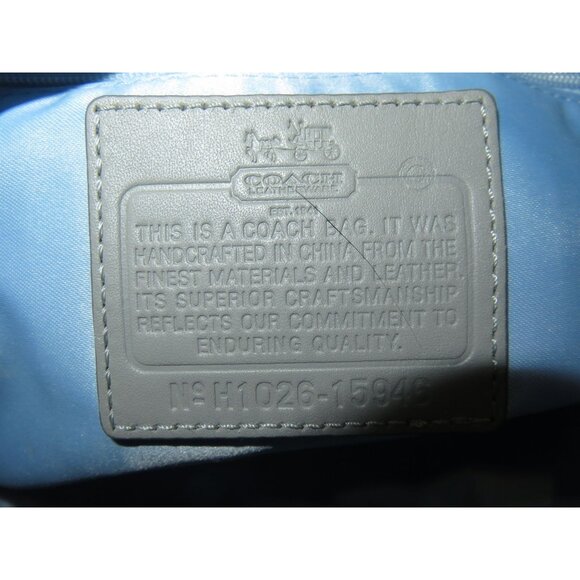 COACH
LEATHERWARE
EST. 1941
THIS IS A COACH BAG. IT WAS
HANDCRAFTED IN CHINA FROM THE
FINEST MATERIALS AND LEATHER.
ITS SUPERIOR CRAFTSMANSHIP
REFLECTS OUR COMMITMENT TO
ENDURING QUALITY.
Nº H1026-15946